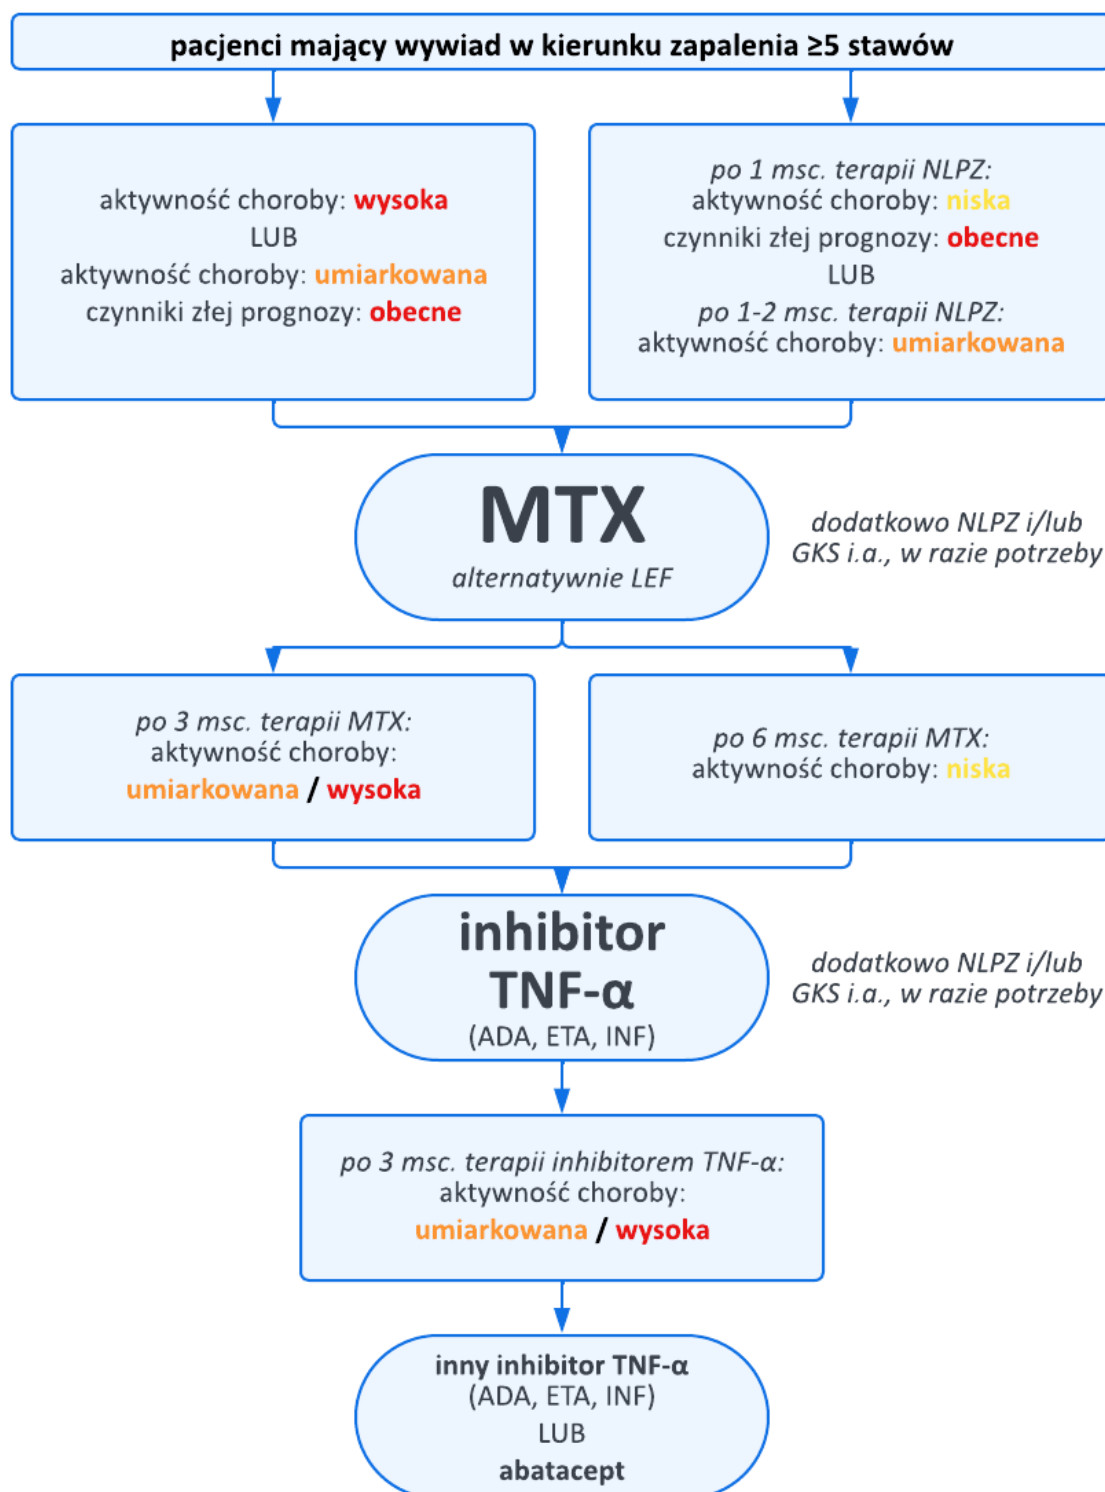 pacjenci mający wywiad w kierunku zapalenia ≥5 stawów
aktywność choroby: wysoka
LUB
aktywność choroby: umiarkowana
czynniki złej prognozy: obecne
po 1 msc. terapii NLPZ:
aktywność choroby: niska
czynniki złej prognozy: obecne
LUB
po 1-2 msc. terapii NLPZ:
aktywność choroby: umiarkowana
MTX
alternatywnie LEF
dodatkowo NLPZ i/lub
GKS i.a., w razie potrzeby
po 3 msc. terapii MTX:
aktywność choroby:
umiarkowana / wysoka
po 6 msc. terapii MTX:
aktywność choroby: niska
inhibitor
TNF-α
(ADA, ETA, INF)
dodatkowo NLPZ i/lub
GKS i.a., w razie potrzeby
po 3 msc. terapii inhibitorem TNF-α:
aktywność choroby:
umiarkowana / wysoka
inny inhibitor TNF-α
(ADA, ETA, INF)
LUB
abatacept